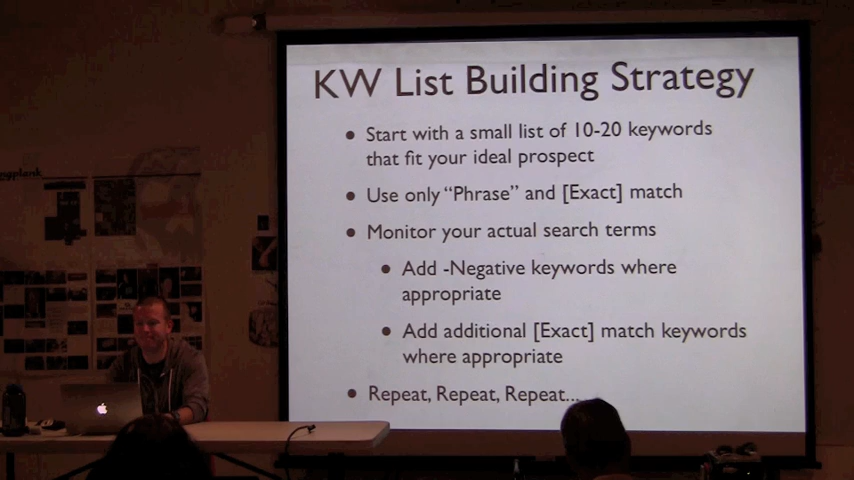 KW List Building Strategy
• Start with a small list of 10-20 keywords
that fit your ideal prospect
• Use only "Phrase" and [Exact] match
• Monitor your actual search terms
• Add -Negative keywords where
appropriate
• Add additional [Exact] match keywords
where appropriate
• Repeat, Repeat, Repeat...